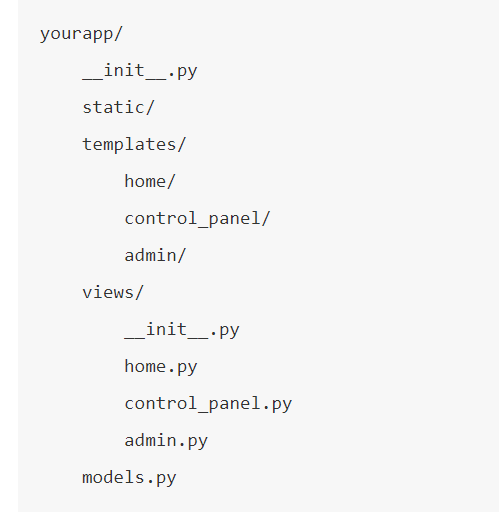 yourapp/
    __init__.py
    static/
    templates/
        home/
        control_panel/
        admin/
    views/
        __init__.py
        home.py
        control_panel.py
        admin.py
    models.py